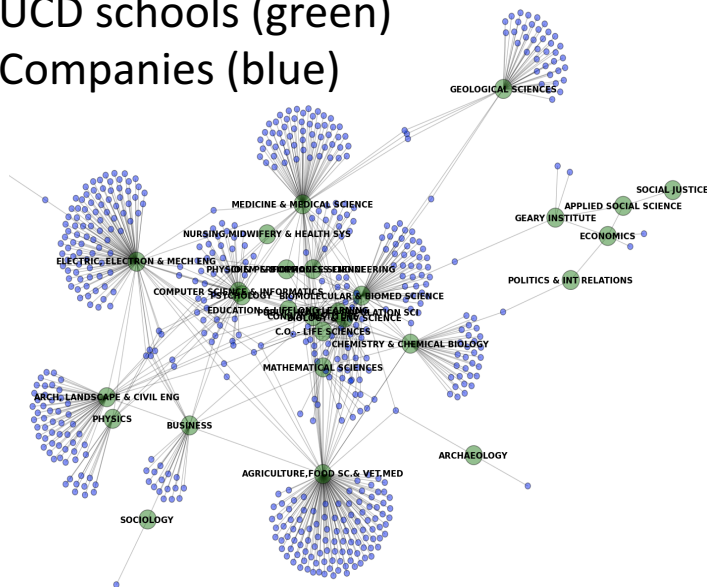 UCD schools (green)
Companies (blue)
GEOLOGICAL SCIENCES
SOCIAL JUSTICE
MEDICINE & MEDICAL SCIENCE
APPLIED SOCIAL SCIENCE
GEARY INSTITUTE
NURSING,MIDWIFERY & HEALTH SYS
ECONOMICS
ELECTRIC, ELECTRON & MECH ENG
POLITICS & INT RELATIONS
COMPUTER SCIENCE & INFORMATICS
PSYCHOLOGY
BIOMOLECULAR & BIOMED SCIENCE
C.O. - LIFE SCIENCES
CHEMISTRY & CHEMICAL BIOLOGY
MATHEMATICAL SCIENCES
ARCH, LANDSCAPE & CIVIL ENG
PHYSICS
BUSINESS
ARCHAEOLOGY
AGRICULTURE,FOOD SC.& VET.MED
SOCIOLOGY